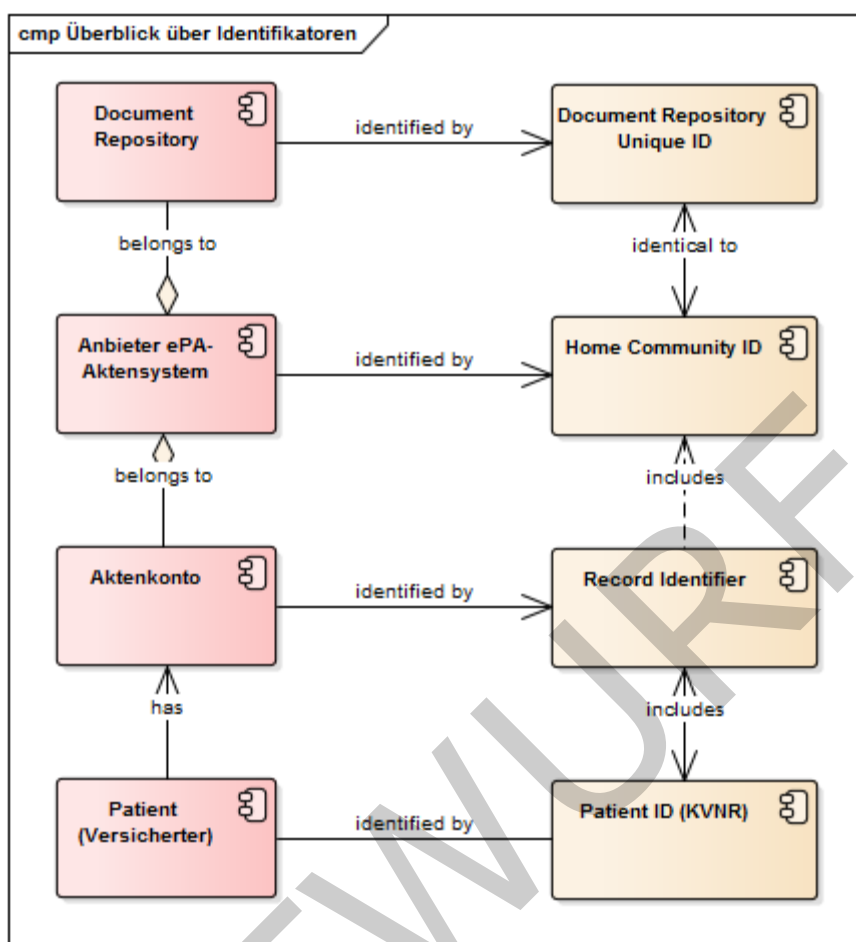 cmp Überblick über Identifikatoren
Document
Repository
identified by
Document Repository
Unique ID
belongs to
identical to
Anbieter ePA-
Aktensystem
identified by
Home Community ID
belongs to
includes
Aktenkonto
identified by
Record Identifier
has
includes
Patient
(Versicherter)
identified by
Patient ID (KVNR)